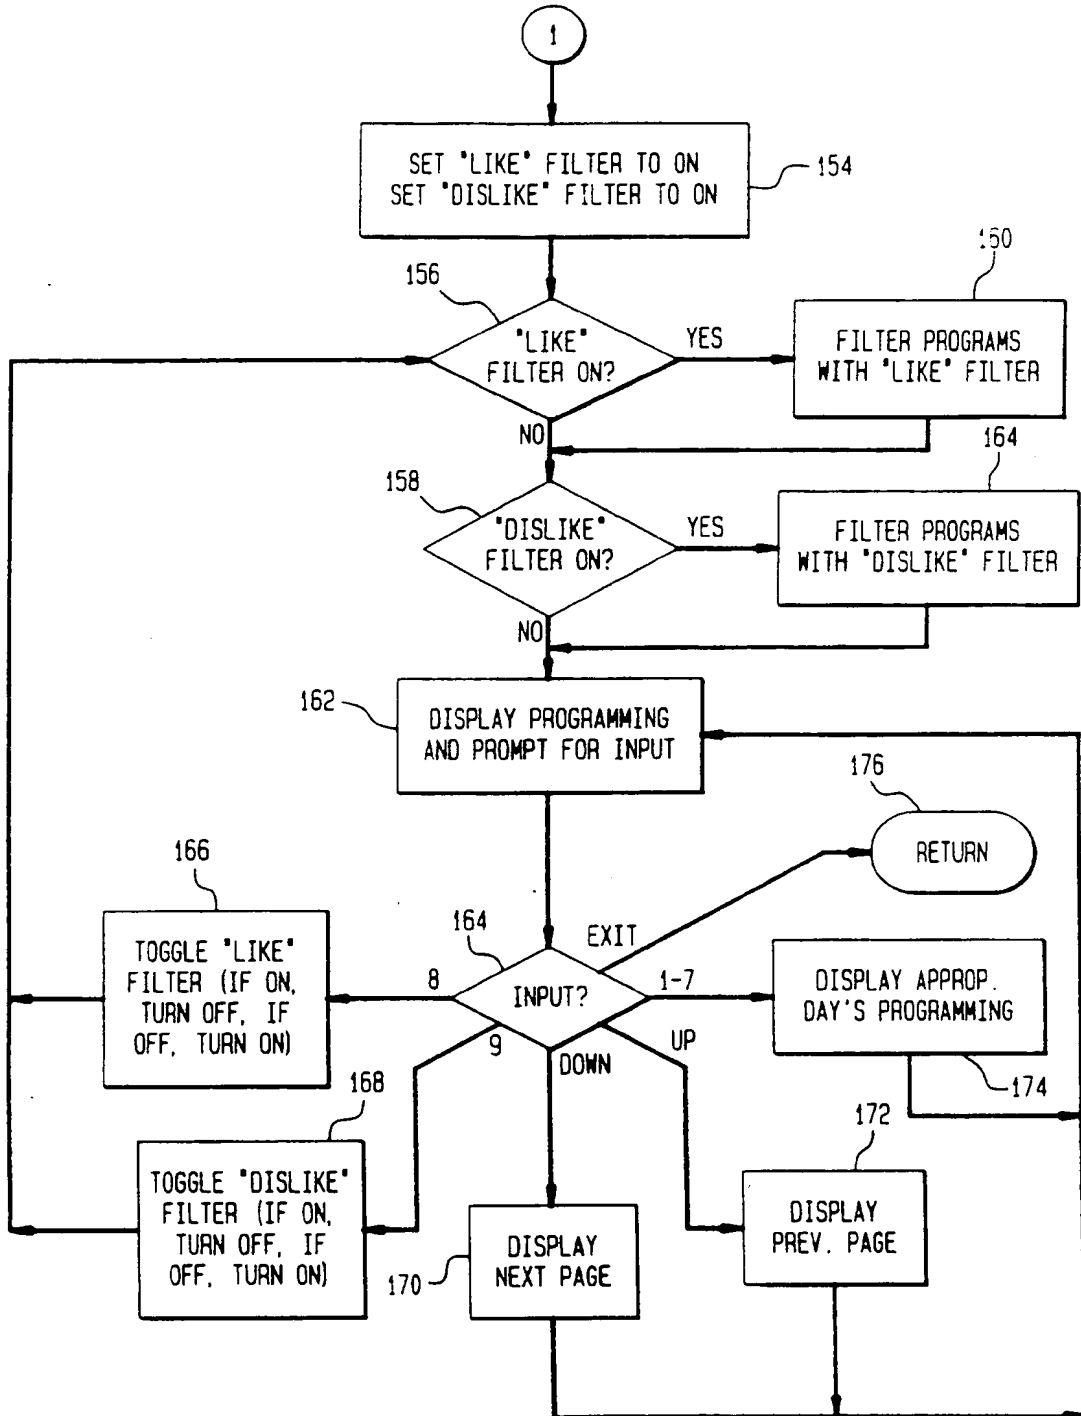 1
SET "LIKE" FILTER TO ON
SET "DISLIKE" FILTER TO ON
154
156
"LIKE"
FILTER ON?
YES
160
FILTER PROGRAMS
WITH "LIKE" FILTER
NO
158
"DISLIKE"
FILTER ON?
YES
164
FILTER PROGRAMS
WITH "DISLIKE" FILTER
NO
162
DISPLAY PROGRAMMING
AND PROMPT FOR INPUT
176
RETURN
166
TOGGLE "LIKE"
FILTER (IF ON,
TURN OFF, IF
OFF, TURN ON)
164
INPUT?
8
EXIT
1-7
DISPLAY APPROP.
DAY'S PROGRAMMING
174
9
DOWN
UP
168
TOGGLE "DISLIKE"
FILTER (IF ON,
TURN OFF, IF
OFF, TURN ON)
170
DISPLAY
NEXT PAGE
172
DISPLAY
PREV. PAGE